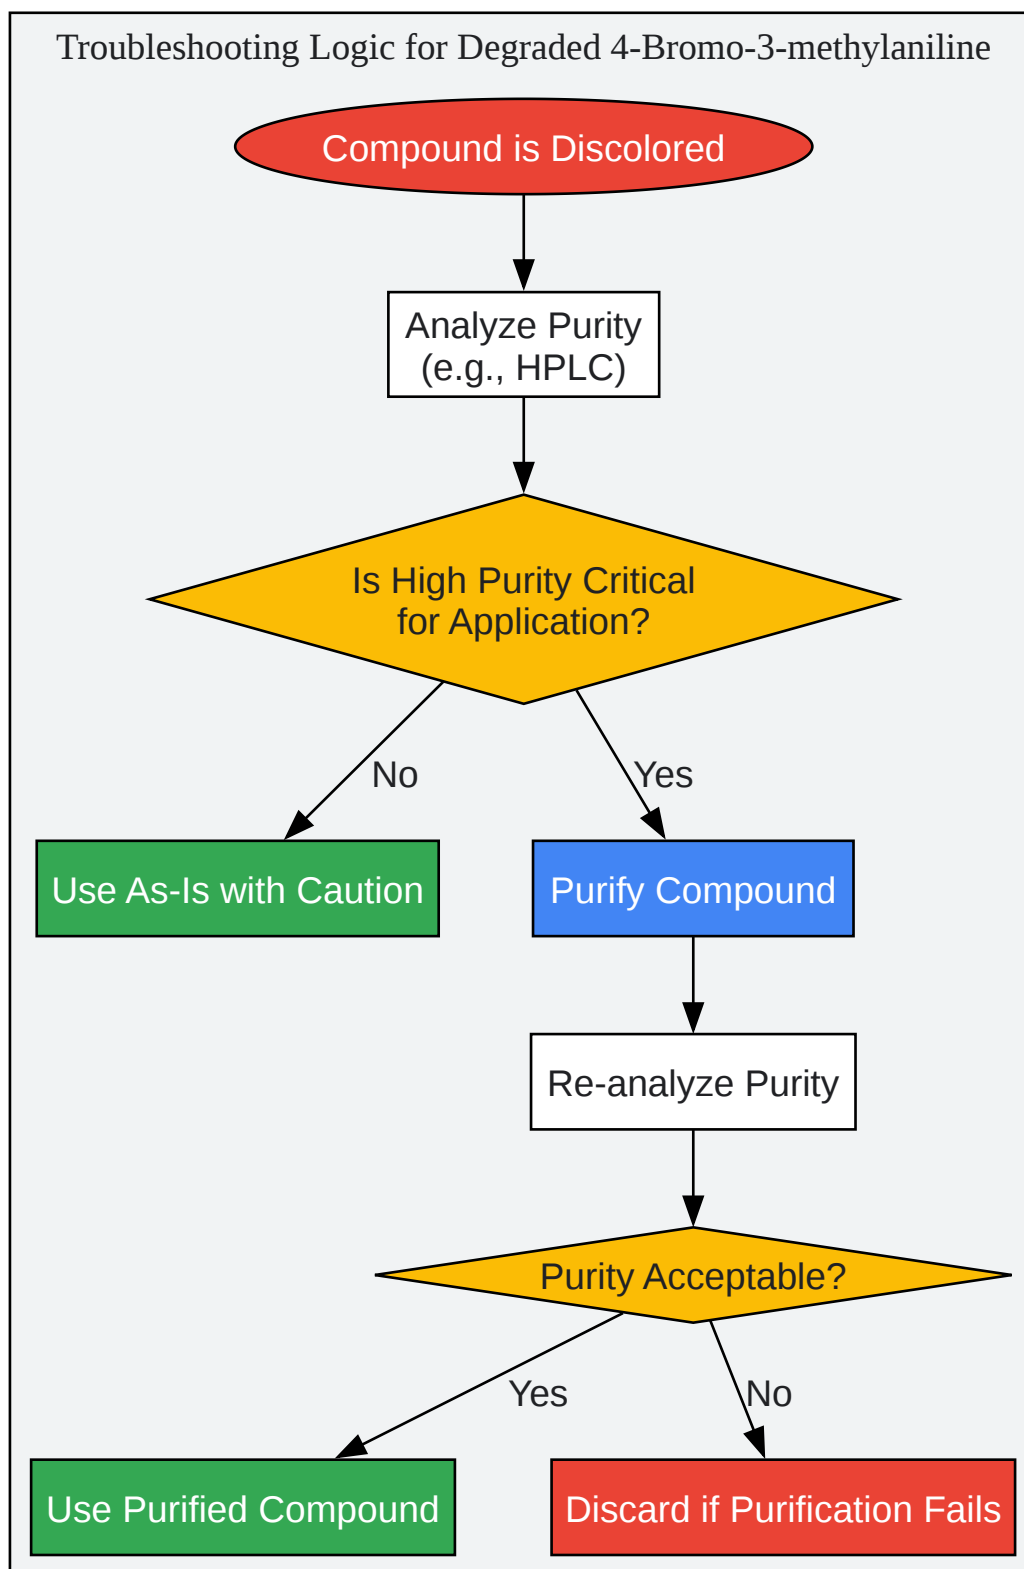 Troubleshooting Logic for Degraded 4-Bromo-3-methylaniline
Compound is Discolored
Analyze Purity
(e.g., HPLC)
Is High Purity Critical
for Application?
No
Yes
Use As-Is with Caution
Purify Compound
Re-analyze Purity
Purity Acceptable?
Yes
No
Use Purified Compound
Discard if Purification Fails